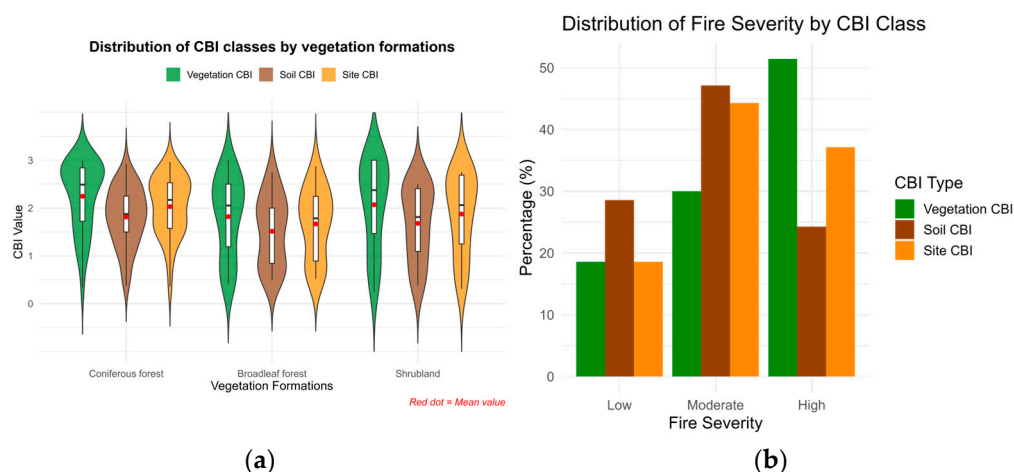 Distribution of CBI classes by vegetation formations
Vegetation CBI Soil CBI Site CBI
CBI Value
3
2
1
0
Coniferous forest Broadleaf forest Shrubland
Vegetation Formations
Red dot = Mean value
(a)
Distribution of Fire Severity by CBI Class
Percentage (%)
50
40
30
20
10
0
Low Moderate High
Fire Severity
CBI Type
Vegetation CBI
Soil CBI
Site CBI
(b)